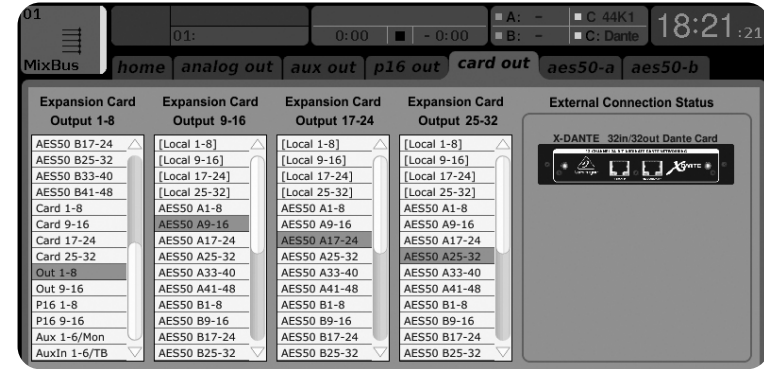 01
01:
0:00
- 0:00
A: -
B: -
C 44K1
C: Dante
18:21:21
MixBus
home
analog out
aux out
p16 out
card out
aes50-a
aes50-b
Expansion Card
Output 1-8
AES50 B17-24
AES50 B25-32
AES50 B33-40
AES50 B41-48
Card 1-8
Card 9-16
Card 17-24
Card 25-32
Out 1-8
Out 9-16
P16 1-8
P16 9-16
Aux 1-6/Mon
AuxIn 1-6/TB
Expansion Card
Output 9-16
[Local 1-8]
[Local 9-16]
[Local 17-24]
[Local 25-32]
AES50 A1-8
AES50 A9-16
AES50 A17-24
AES50 A25-32
AES50 A33-40
AES50 A41-48
AES50 B1-8
AES50 B9-16
AES50 B17-24
AES50 B25-32
Expansion Card
Output 17-24
[Local 1-8]
[Local 9-16]
[Local 17-24]
[Local 25-32]
AES50 A1-8
AES50 A9-16
AES50 A17-24
AES50 A25-32
AES50 A33-40
AES50 A41-48
AES50 B1-8
AES50 B9-16
AES50 B17-24
AES50 B25-32
Expansion Card
Output 25-32
[Local 1-8]
[Local 9-16]
[Local 17-24]
[Local 25-32]
AES50 A1-8
AES50 A9-16
AES50 A17-24
AES50 A25-32
AES50 A33-40
AES50 A41-48
AES50 B1-8
AES50 B9-16
AES50 B17-24
AES50 B25-32
External Connection Status
X-DANTE 32in/32out Dante Card